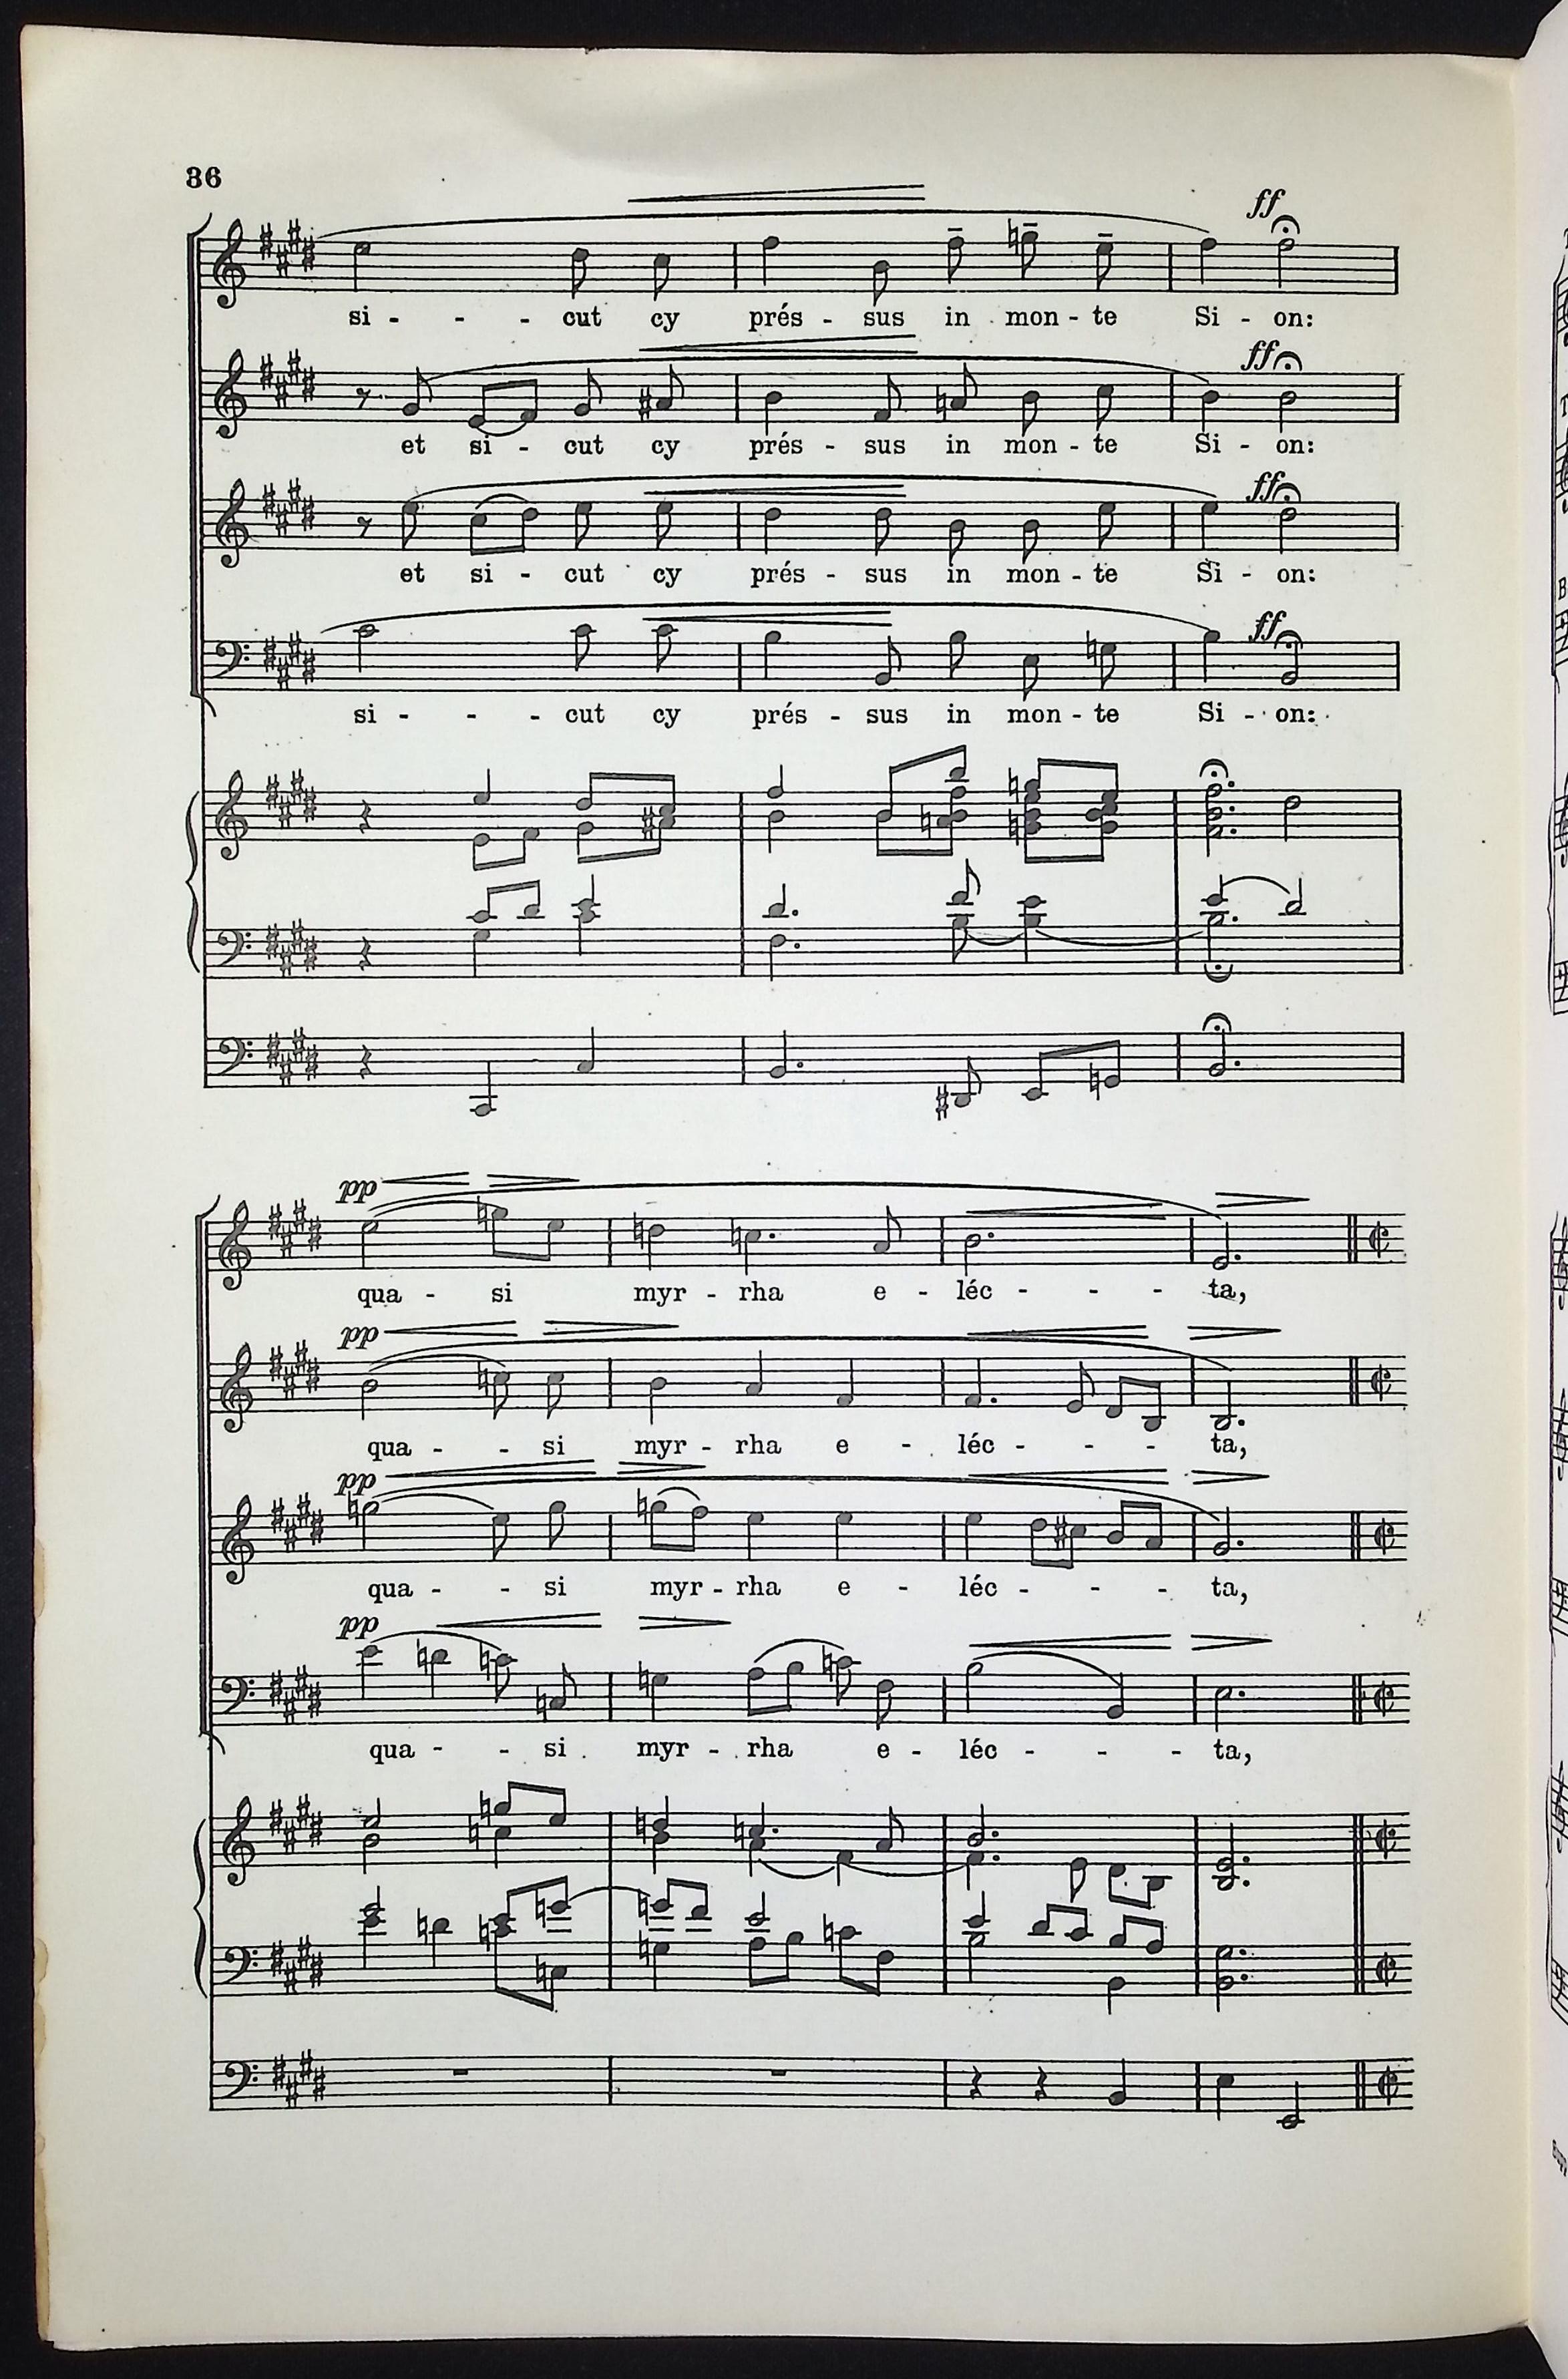 36
ff
si - - - cut cy prés - sus in mon - te Si - on:
ff
et si - cut cy prés - sus in mon - te Si - on:
ff
et si - cut cy prés - sus in mon - te Si - on:
ff
si - - - cut cy prés - sus in mon - te Si - on:
pp
qua - si myr - rha e - léc - - - ta,
pp
qua - - si myr - rha e - léc - - - ta,
pp
qua - - si myr - rha e - léc - - - ta,
pp
qua - - si myr - rha e - léc - - - ta,